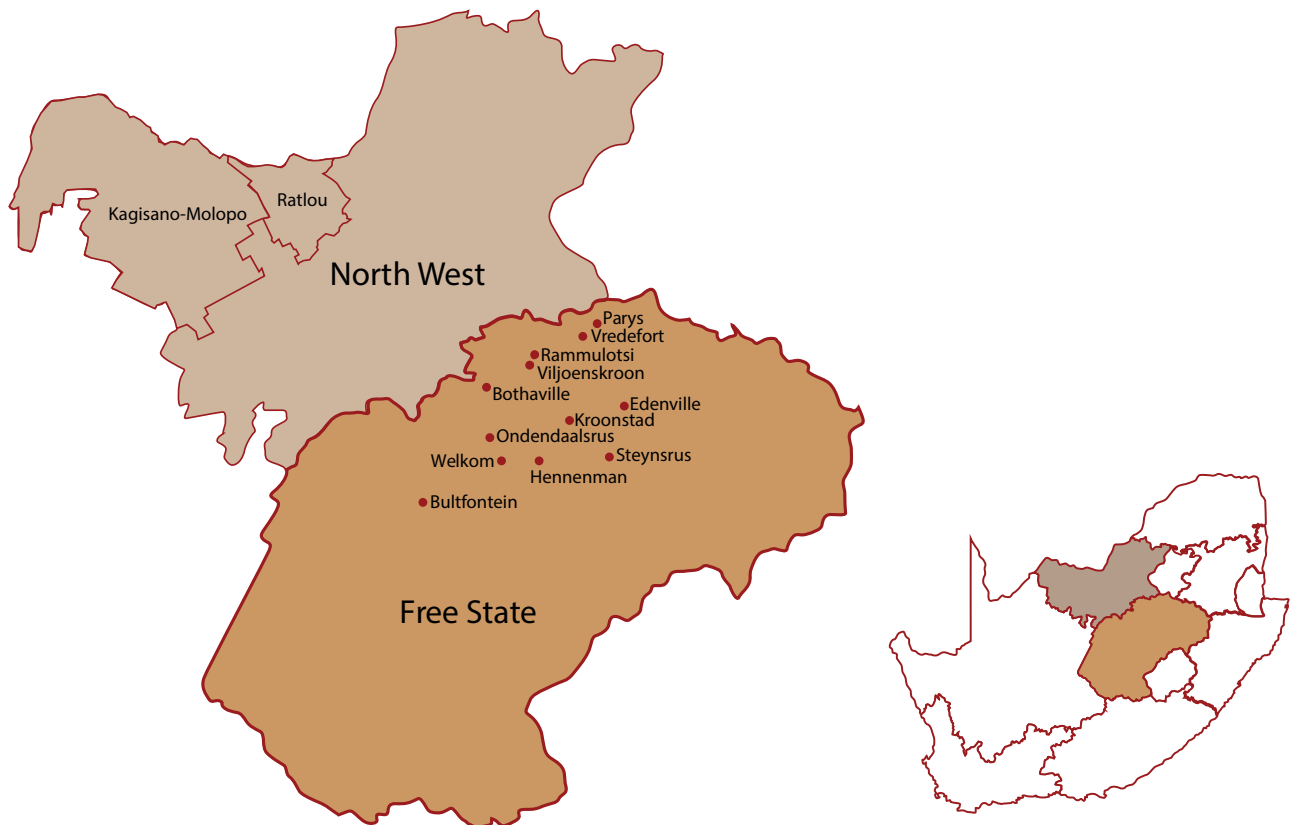 Kagisano-Molopo
Ratlou
North West
Parys
Vredefort
Rammulotsi
Viljoenskroon
Bothaville
Edenville
Kroonstad
Ondendaalsrus
Welkom
Steynsrus
Hennenman
Bultfontein
Free State